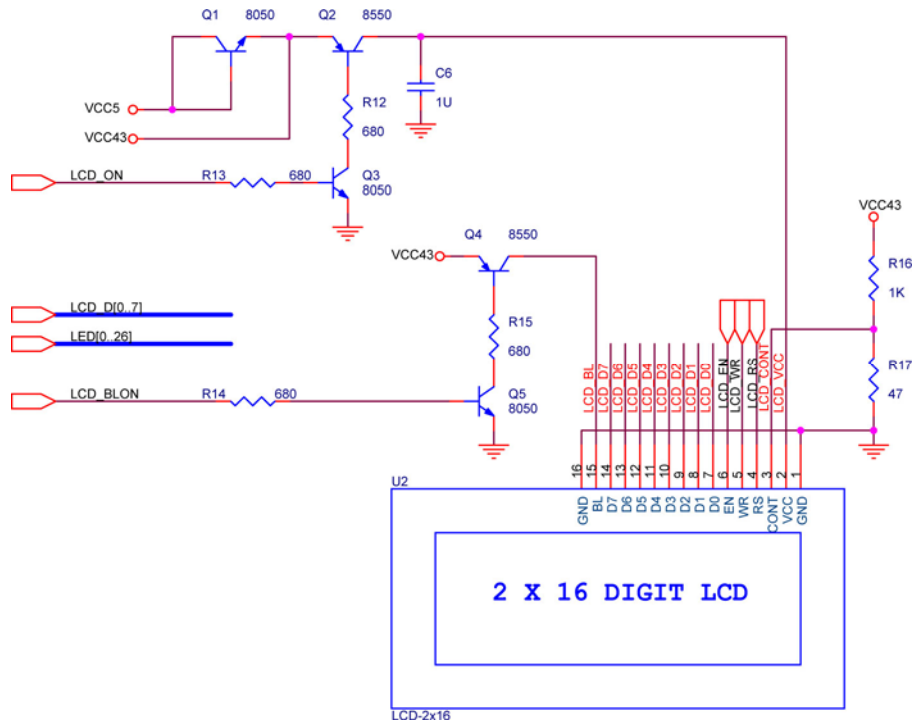 Q1 8050 Q2 8550
C6
1U
VCC5
R12
680
VCC43
LCD_ON
R13 680
Q3
8050
VCC43
Q4 8550
VCC43
R16
1K
LCD_D[0..7]
LED[0..26]
R15
680
R17
47
LCD_BLON
R14 680
Q5
8050
LCD_BL LCD_D7 LCD_D6 LCD_D5 LCD_D4 LCD_D3 LCD_D2 LCD_D1 LCD_D0 LCD_EN LCD_WR LCD_RS LCD_CONT LCD_VCC
16 15 14 13 12 11 10 9 8 7 6 5 4 3 2 1
U2
GND BL D7 D6 D5 D4 D3 D2 D1 D0 EN WR RS CONT VCC GND
2 X 16 DIGIT LCD
LCD-2x16